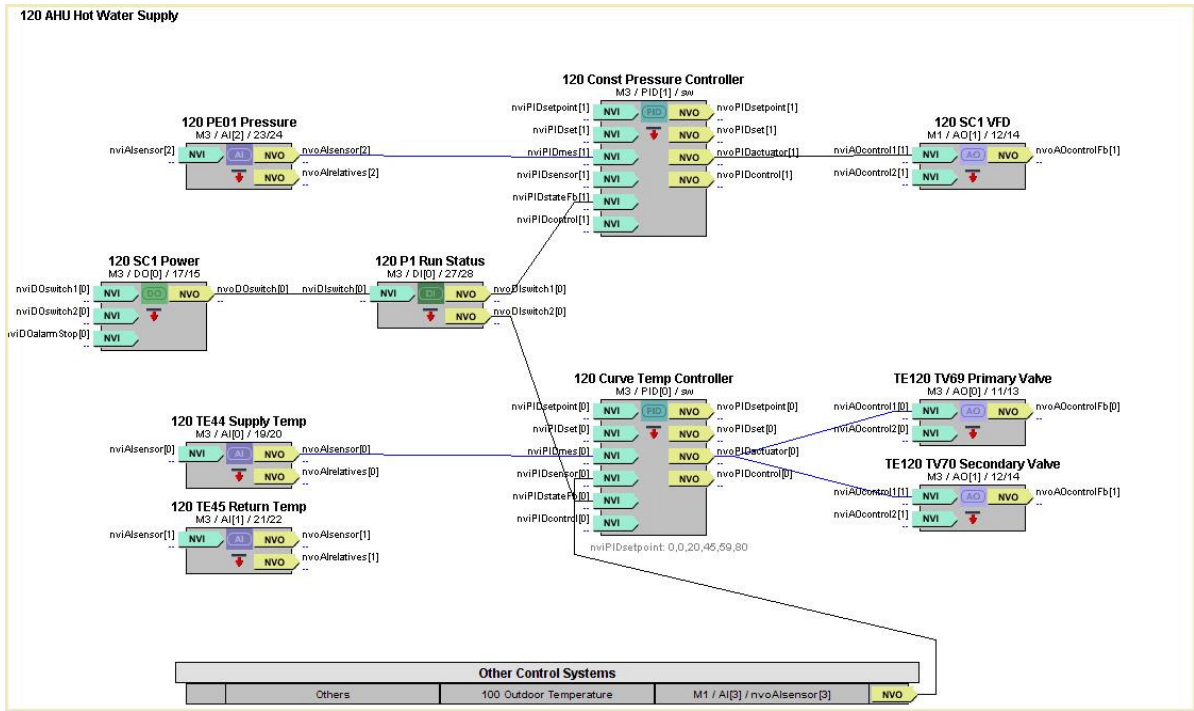 120 AHU Hot Water Supply
120 Const Pressure Controller
M3 / PID[1] / sw
nviPIDsetpoint[1] NVI PID NVO nvoPIDsetpoint[1]
nviPIDset[1] NVI NVO nvoPIDset[1]
nviPIDmes[1] NVI NVO nvoPIDactuator[1]
nviPIDsensor[1] NVI NVO nvoPIDcontrol[1]
nviPIDstateFb[1] NVI
nviPIDcontrol[1] NVI
120 PE01 Pressure
M3 / AI[2] / 23/24
nviAIsensor[2] NVI AI NVO nvoAIsensor[2]
NVO nvoAIrelatives[2]
120 SC1 VFD
M1 / AO[1] / 12/14
nviAOcontrol1[1] NVI AO NVO nvoAOcontrolFb[1]
nviAOcontrol2[1] NVI
120 SC1 Power
M3 / DO[0] / 17/15
nviDOswitch1[0] NVI DO NVO nvoDOswitch[0]
nviDOswitch2[0] NVI
nviDOalarmStop[0] NVI
120 P1 Run Status
M3 / DI[0] / 27/28
nviDIswitch[0] NVI DI NVO nvoDIswitch1[0]
NVO nvoDIswitch2[0]
120 Curve Temp Controller
M3 / PID[0] / sw
nviPIDsetpoint[0] NVI PID NVO nvoPIDsetpoint[0]
nviPIDset[0] NVI NVO nvoPIDset[0]
nviPIDmes[0] NVI NVO nvoPIDactuator[0]
nviPIDsensor[0] NVI NVO nvoPIDcontrol[0]
nviPIDstateFb[0] NVI
nviPIDcontrol[0] NVI
nviPIDsetpoint: 0,0,20,45,59,80
TE120 TV69 Primary Valve
M3 / AO[0] / 11/13
nviAOcontrol1[0] NVI AO NVO nvoAOcontrolFb[0]
nviAOcontrol2[0] NVI
TE120 TV70 Secondary Valve
M3 / AO[1] / 12/14
nviAOcontrol1[1] NVI AO NVO nvoAOcontrolFb[1]
nviAOcontrol2[1] NVI
120 TE44 Supply Temp
M3 / AI[0] / 19/20
nviAIsensor[0] NVI AI NVO nvoAIsensor[0]
NVO nvoAIrelatives[0]
120 TE45 Return Temp
M3 / AI[1] / 21/22
nviAIsensor[1] NVI AI NVO nvoAIsensor[1]
NVO nvoAIrelatives[1]
Other Control Systems
Others 100 Outdoor Temperature M1 / AI[3] / nvoAIsensor[3] NVO